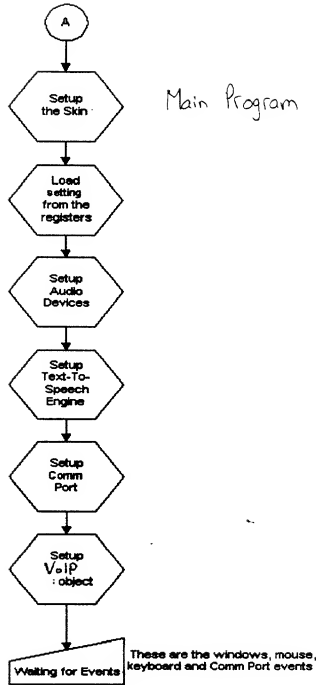 A
Setup
the Skin
Main Program
Load
setting
from the
registers
Setup
Audio
Devices
Setup
Text-To-
Speech
Engine
Setup
Comm
Port
Setup
VoIP
: object
Waiting for Events
These are the windows, mouse,
keyboard and Comm Port events